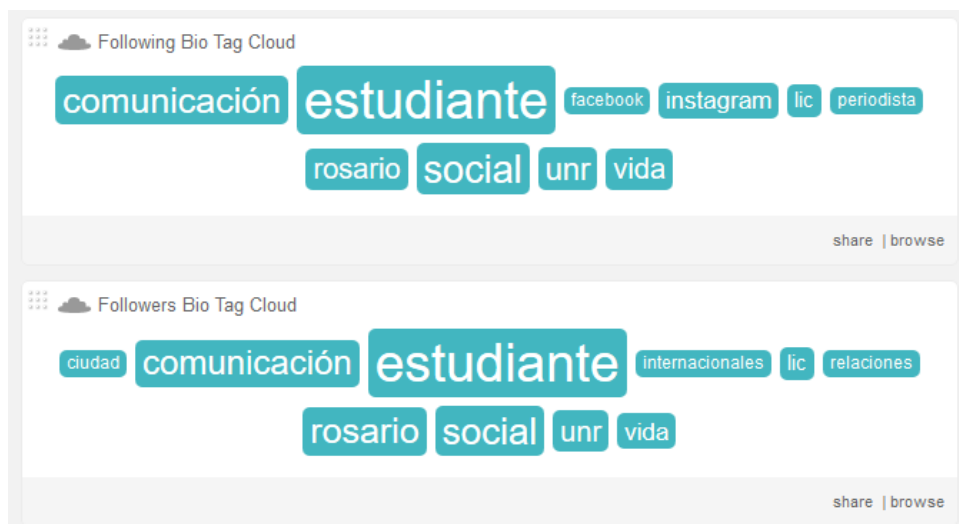 Following Bio Tag Cloud
comunicación estudiante facebook instagram lic periodista
rosario social unr vida
share | browse
Followers Bio Tag Cloud
ciudad comunicación estudiante internacionales lic relaciones
rosario social unr vida
share | browse